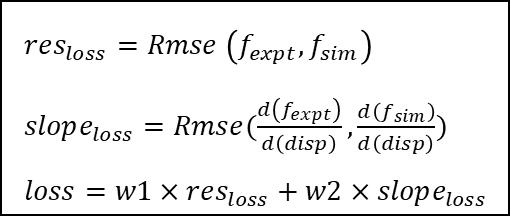 res_loss = Rmse (f_expt, f_sim)
slope_loss = Rmse(d(f_expt)/d(disp), d(f_sim)/d(disp))
loss = w1 × res_loss + w2 × slope_loss